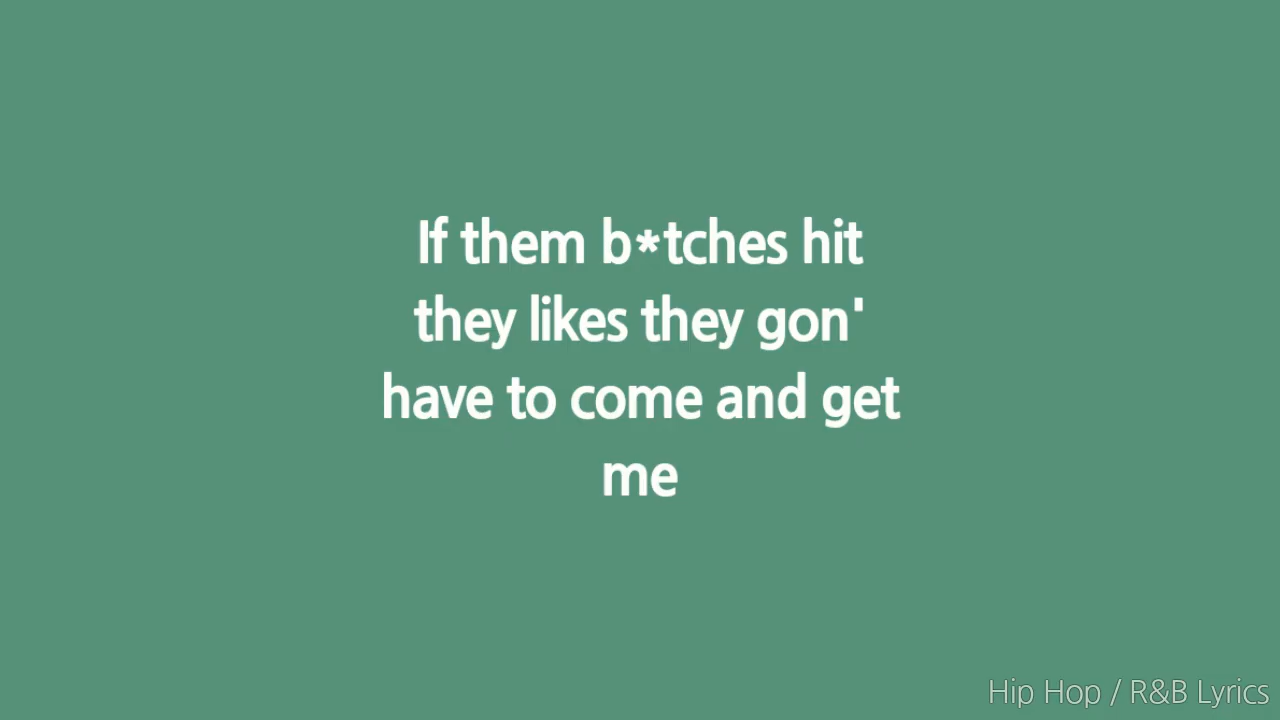 If them b*tches hit
they likes they gon'
have to come and get
me
Hip Hop / R&B Lyrics